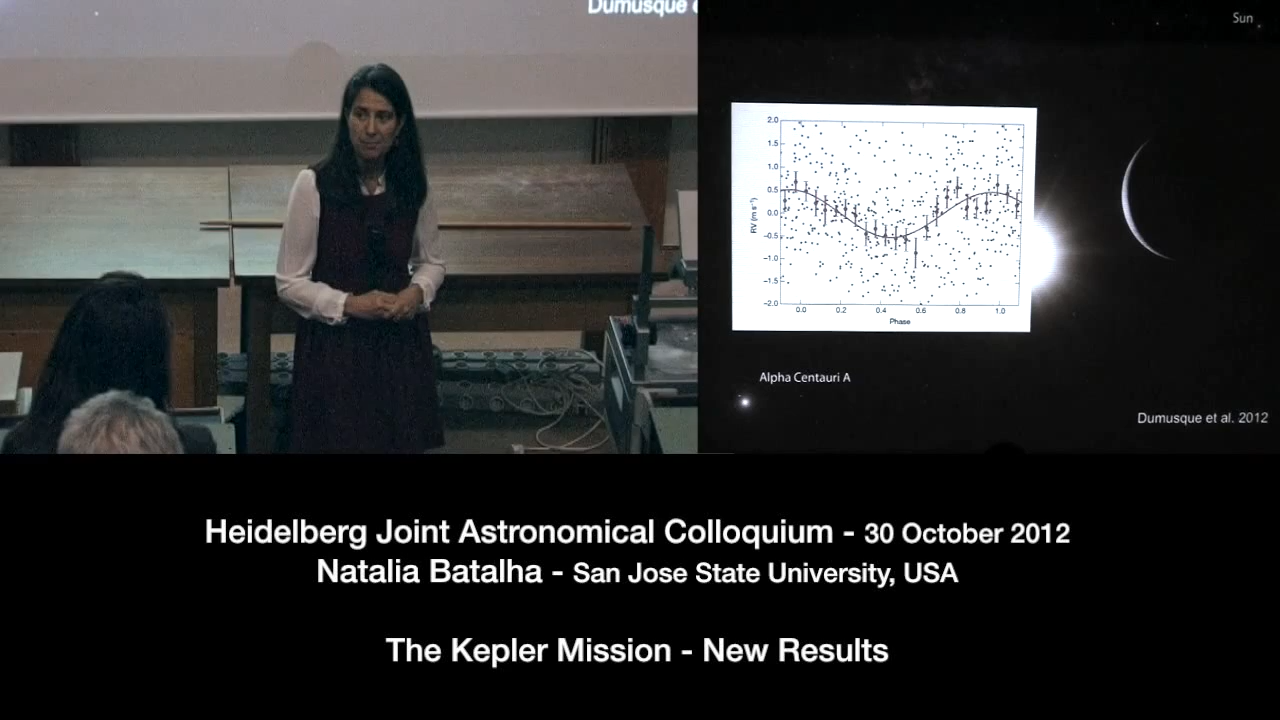 Dumusque e
Sun
2.0
1.5
1.0
0.5
0.0
−0.5
−1.0
−1.5
−2.0
RV (m s⁻¹)
0.0 0.2 0.4 0.6 0.8 1.0
Phase
Alpha Centauri A
Dumusque et al. 2012
Heidelberg Joint Astronomical Colloquium - 30 October 2012
Natalia Batalha - San Jose State University, USA
The Kepler Mission - New Results